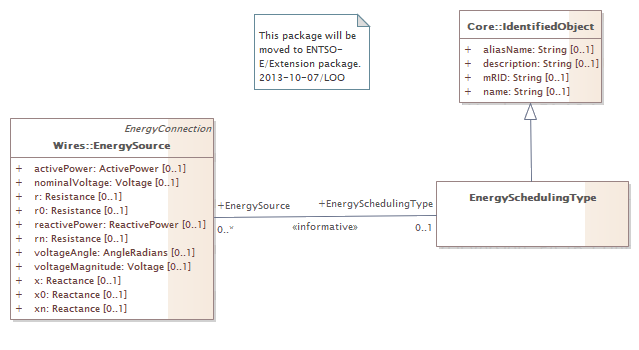 This package will be
moved to ENTSO-
E/Extension package.
2013-10-07/LOO
Core::IdentifiedObject
+ aliasName: String [0..1]
+ description: String [0..1]
+ mRID: String [0..1]
+ name: String [0..1]
EnergyConnection
Wires::EnergySource
+ activePower: ActivePower [0..1]
+ nominalVoltage: Voltage [0..1]
+ r: Resistance [0..1]
+ r0: Resistance [0..1]
+ reactivePower: ReactivePower [0..1]
+ rn: Resistance [0..1]
+ voltageAngle: AngleRadians [0..1]
+ voltageMagnitude: Voltage [0..1]
+ x: Reactance [0..1]
+ x0: Reactance [0..1]
+ xn: Reactance [0..1]
+EnergySource
+EnergySchedulingType
0..*
«informative»
0..1
EnergySchedulingType